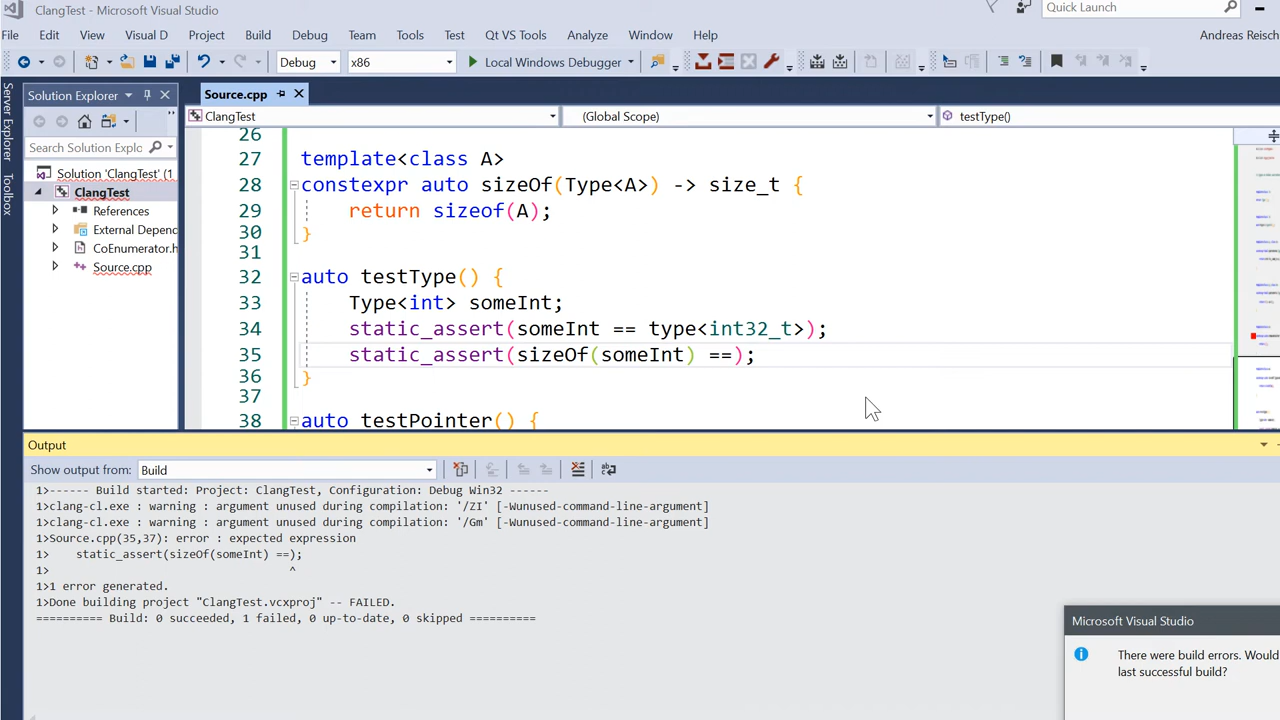 ClangTest - Microsoft Visual Studio
Quick Launch
File Edit View Visual D Project Build Debug Team Tools Test Qt VS Tools Analyze Window Help
Andreas Reisch
Debug x86 Local Windows Debugger
Server Explorer
Toolbox
Solution Explorer
Search Solution Explo
Solution 'ClangTest' (1
ClangTest
References
External Depend
CoEnumerator.h
Source.cpp
Source.cpp
ClangTest (Global Scope) testType()
26
27 template<class A>
28 constexpr auto sizeOf(Type<A>) -> size_t {
29 return sizeof(A);
30 }
31
32 auto testType() {
33 Type<int> someInt;
34 static_assert(someInt == type<int32_t>);
35 static_assert(sizeOf(someInt) ==);
36 }
37
38 auto testPointer() {
Output
Show output from: Build
1>------ Build started: Project: ClangTest, Configuration: Debug Win32 ------
1>clang-cl.exe : warning : argument unused during compilation: '/ZI' [-Wunused-command-line-argument]
1>clang-cl.exe : warning : argument unused during compilation: '/Gm' [-Wunused-command-line-argument]
1>Source.cpp(35,37): error : expected expression
1> static_assert(sizeOf(someInt) ==);
1> ^
1>1 error generated.
1>Done building project "ClangTest.vcxproj" -- FAILED.
========== Build: 0 succeeded, 1 failed, 0 up-to-date, 0 skipped ==========
Microsoft Visual Studio
There were build errors. Would
last successful build?